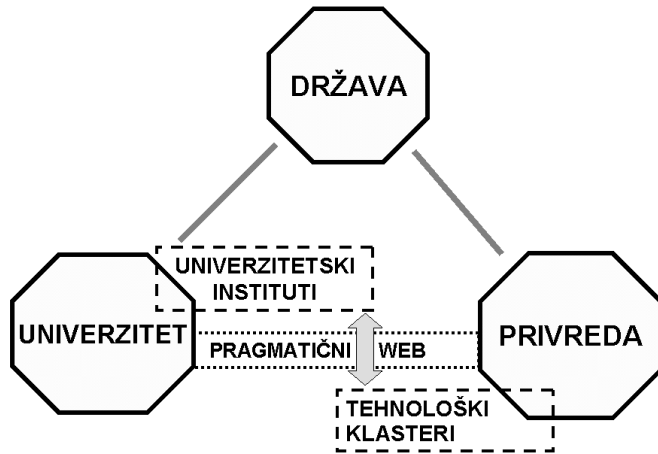 DRŽAVA
UNIVERZITETSKI
INSTITUTI
UNIVERZITET
PRAGMATIČNI WEB
PRIVREDA
TEHNOLOŠKI
KLASTERI